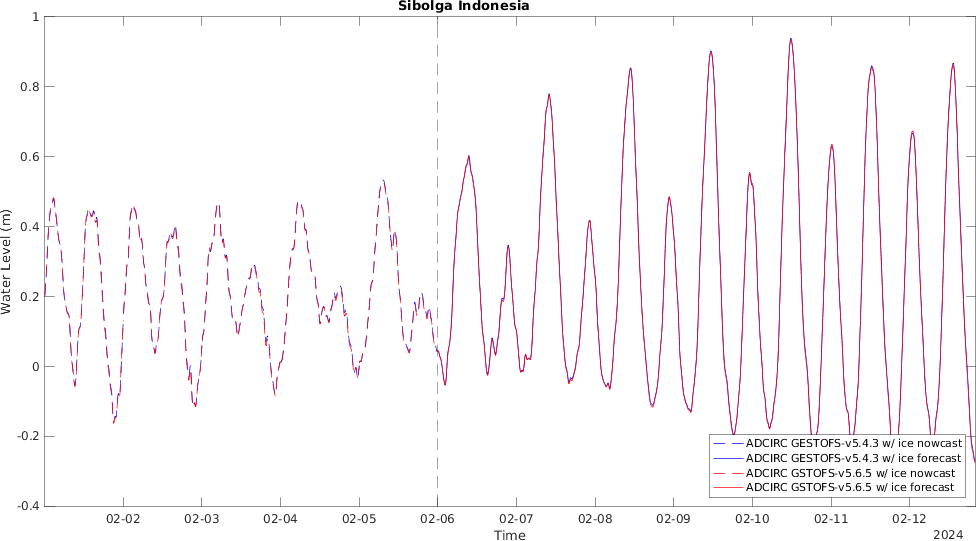 Sibolga Indonesia
1
0.8
0.6
0.4
0.2
0
-0.2
-0.4
Water Level (m)
ADCIRC GESTOFS-v5.4.3 w/ ice nowcast
ADCIRC GESTOFS-v5.4.3 w/ ice forecast
ADCIRC GSTOFS-v5.6.5 w/ ice nowcast
ADCIRC GSTOFS-v5.6.5 w/ ice forecast
02-02 02-03 02-04 02-05 02-06 02-07 02-08 02-09 02-10 02-11 02-12
Time
2024